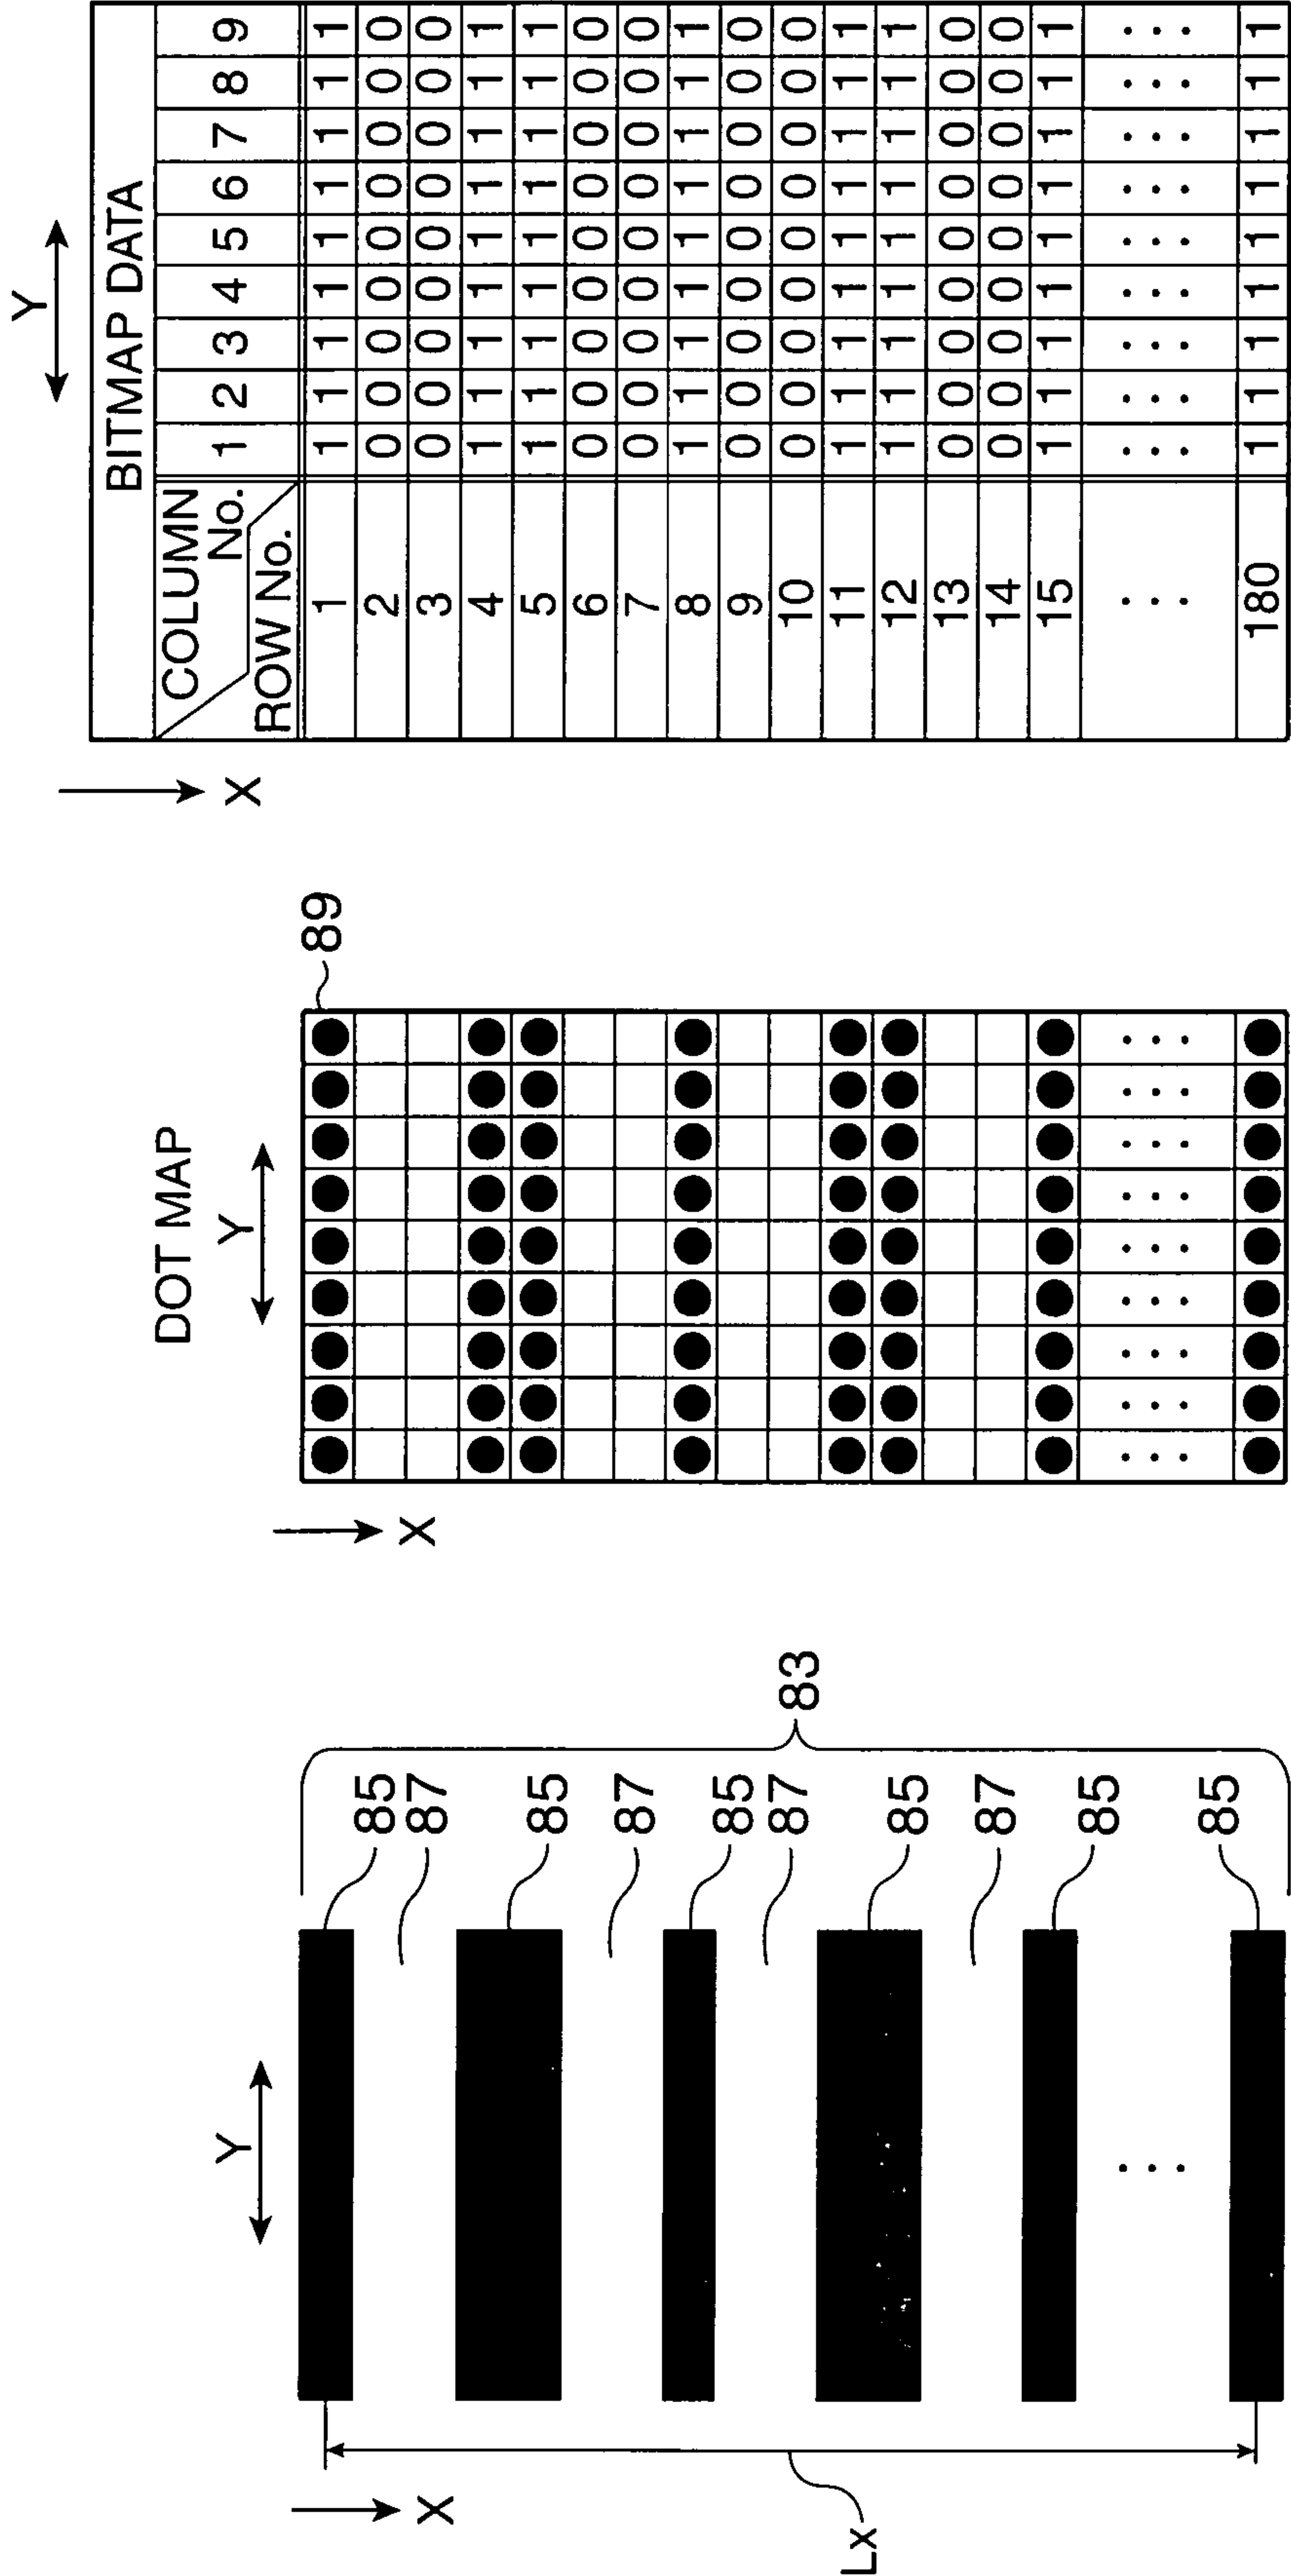 Y
X
Lx
85
87
85
87
85
83
87
85
87
85
. . .
85
DOT MAP
Y
X
89
. . . . . . . . . . . . . . . . . . . . . . . . . . .
Y
X
BITMAP DATA
COLUMN No. 1 2 3 4 5 6 7 8 9
ROW No.
1 1 1 1 1 1 1 1 1 1
2 0 0 0 0 0 0 0 0 0
3 0 0 0 0 0 0 0 0 0
4 1 1 1 1 1 1 1 1 1
5 1 1 1 1 1 1 1 1 1
6 0 0 0 0 0 0 0 0 0
7 0 0 0 0 0 0 0 0 0
8 1 1 1 1 1 1 1 1 1
9 0 0 0 0 0 0 0 0 0
10 0 0 0 0 0 0 0 0 0
11 1 1 1 1 1 1 1 1 1
12 1 1 1 1 1 1 1 1 1
13 0 0 0 0 0 0 0 0 0
14 0 0 0 0 0 0 0 0 0
15 1 1 1 1 1 1 1 1 1
. . . . . . . . . . . . . . . . . . . . . . . . . . . . . .
180 1 1 1 1 1 1 1 1 1